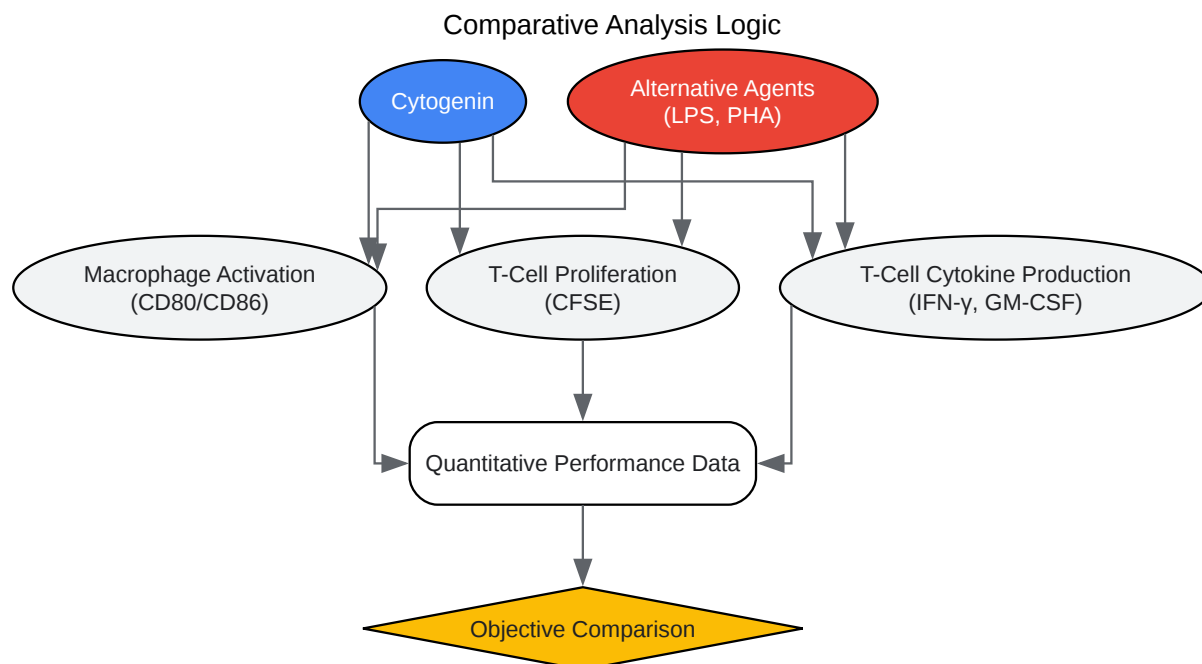 Comparative Analysis Logic
Cytogenin
Alternative Agents
(LPS, PHA)
Macrophage Activation
(CD80/CD86)
T-Cell Proliferation
(CFSE)
T-Cell Cytokine Production
(IFN-γ, GM-CSF)
Quantitative Performance Data
Objective Comparison